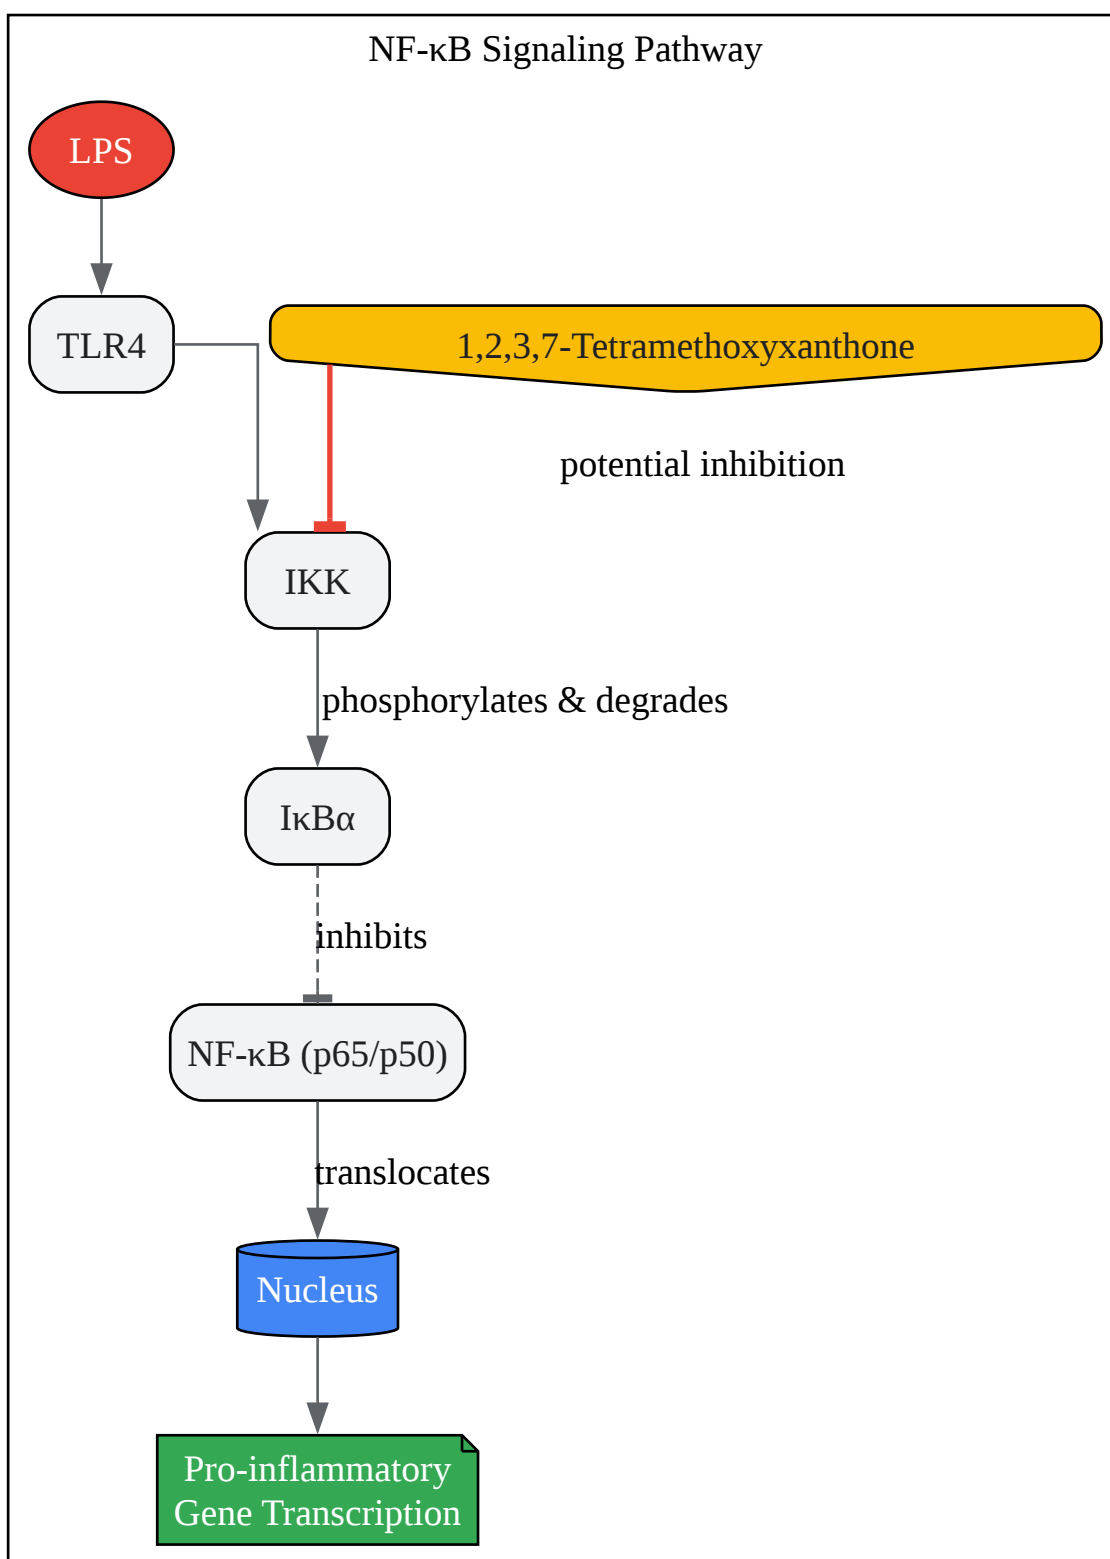 NF-κB Signaling Pathway
LPS
TLR4
1,2,3,7-Tetramethoxyxanthone
potential inhibition
IKK
phosphorylates & degrades
IκBα
inhibits
NF-κB (p65/p50)
translocates
Nucleus
Pro-inflammatory
Gene Transcription